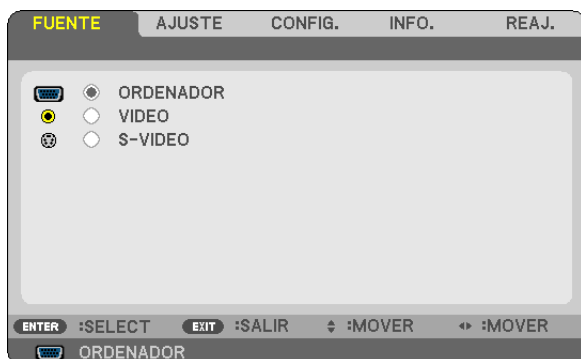 FUENTE AJUSTE CONFIG. INFO. REAJ.
ORDENADOR
VIDEO
S-VIDEO
ENTER :SELECT EXIT :SALIR :MOVER :MOVER
ORDENADOR